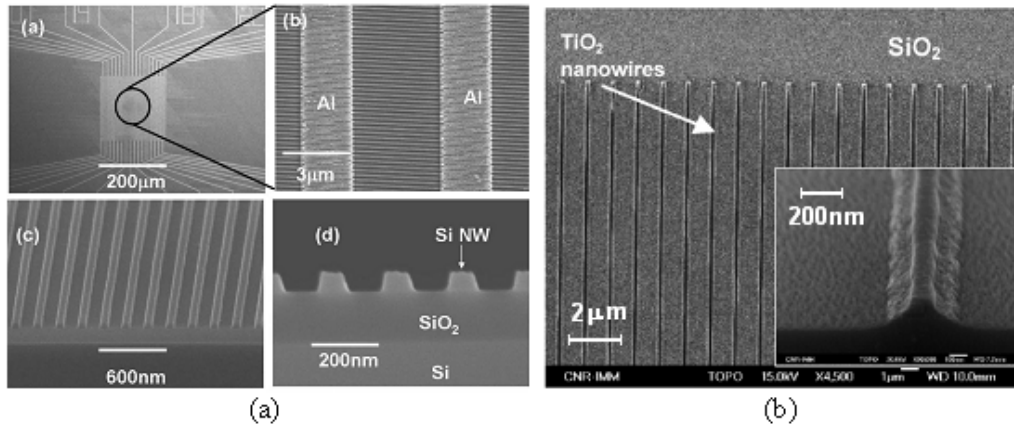 (a)
200μm
(b)
Al
Al
3μm
(c)
600nm
(d)
Si NW
SiO₂
200nm
Si
(a)
TiO₂
nanowires
SiO₂
200nm
2μm
CNR-IMM TOPO 15.0kV X4,500 1μm WD 10.0mm
(b)